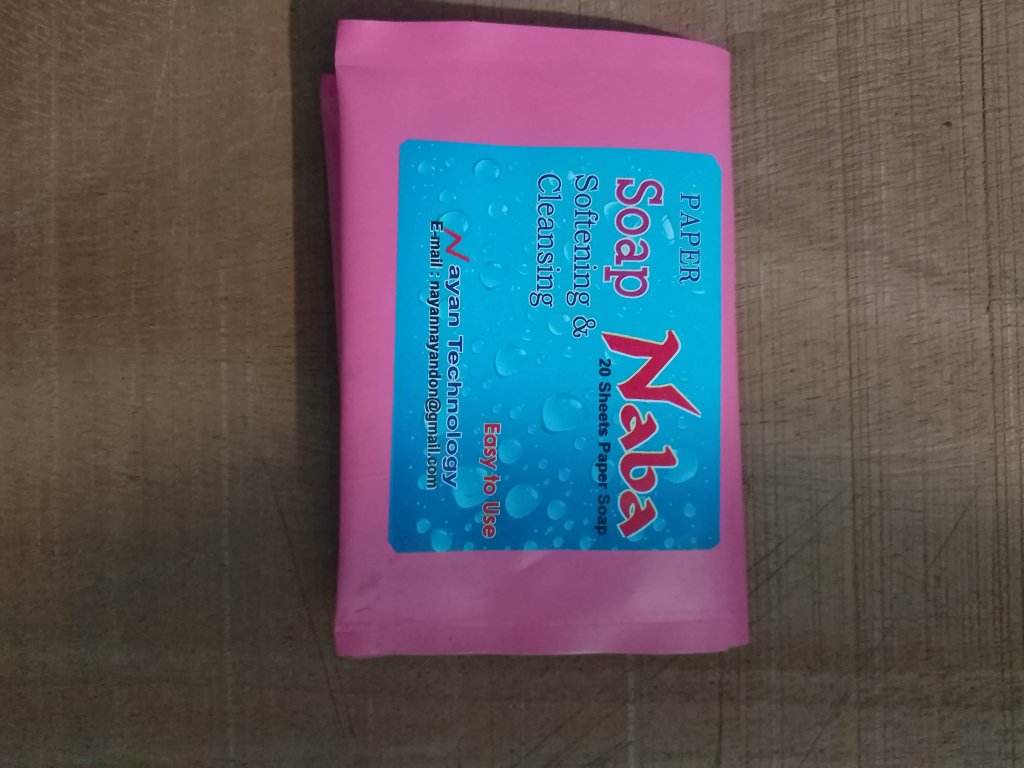 PAPER
Soap Naba
20 Sheets Paper Soap
Softening &
Cleansing
Easy to Use
Nayan Technology
E-mail : nayannayandon@gmail.com